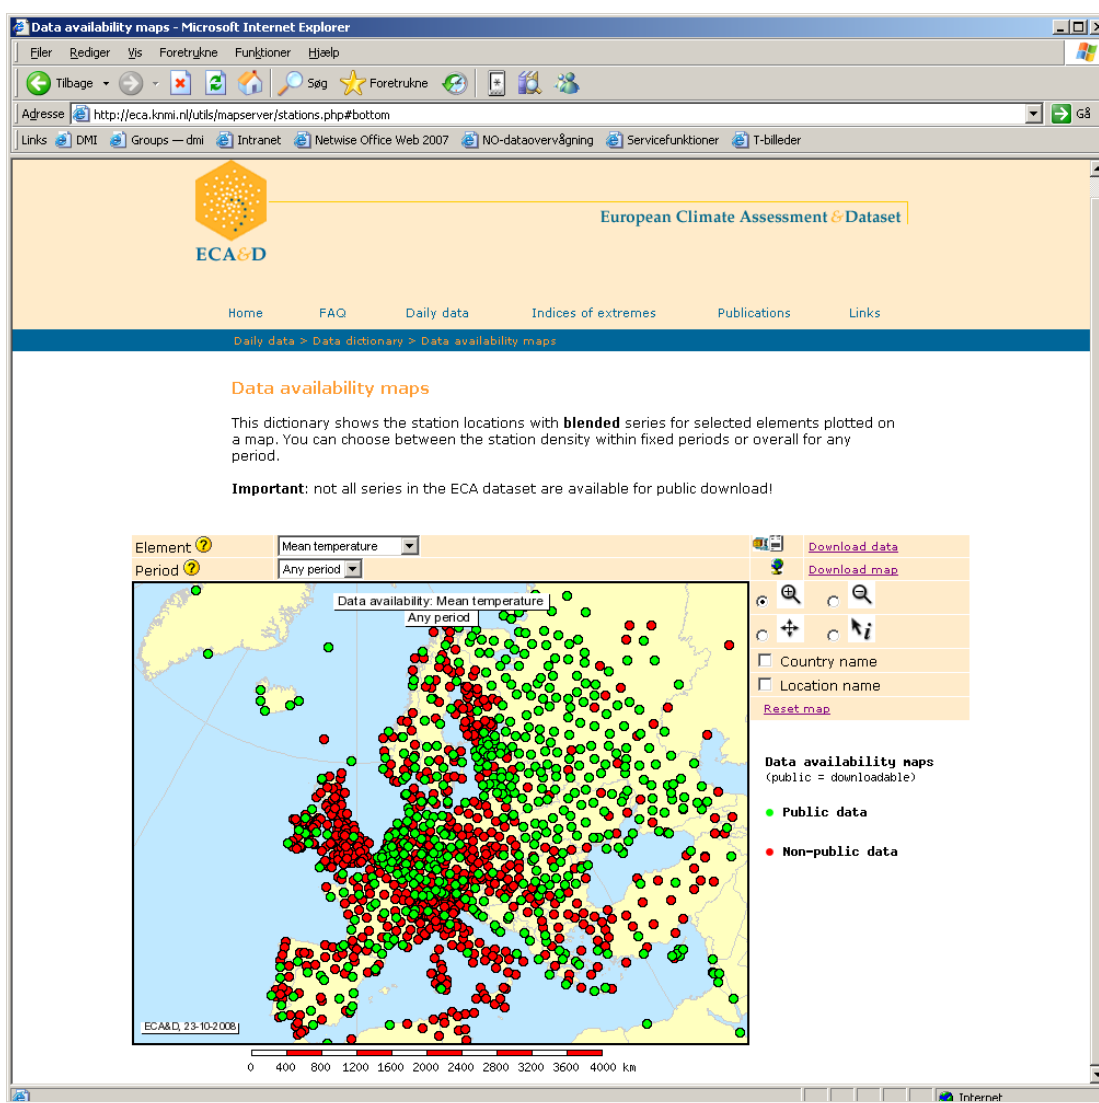 Data availability maps - Microsoft Internet Explorer
Filer Rediger Vis Foretrukne Funktioner Hjælp
Tilbage Søg Foretrukne
Adresse http://eca.knmi.nl/utils/mapserver/stations.php#bottom Gå
Links DMI Groups — dmi Intranet Netwise Office Web 2007 NO-dataovervågning Servicefunktioner T-billeder
European Climate Assessment & Dataset
ECA&D
Home FAQ Daily data Indices of extremes Publications Links
Daily data > Data dictionary > Data availability maps
Data availability maps
This dictionary shows the station locations with blended series for selected elements plotted on
a map. You can choose between the station density within fixed periods or overall for any
period.
Important: not all series in the ECA dataset are available for public download!
Element ? Mean temperature Download data
Period ? Any period Download map
Data availability: Mean temperature
Any period
Country name
Location name
Reset map
Data availability maps
(public = downloadable)
Public data
Non-public data
ECA&D, 23-10-2008
0 400 800 1200 1600 2000 2400 2800 3200 3600 4000 km
Internet